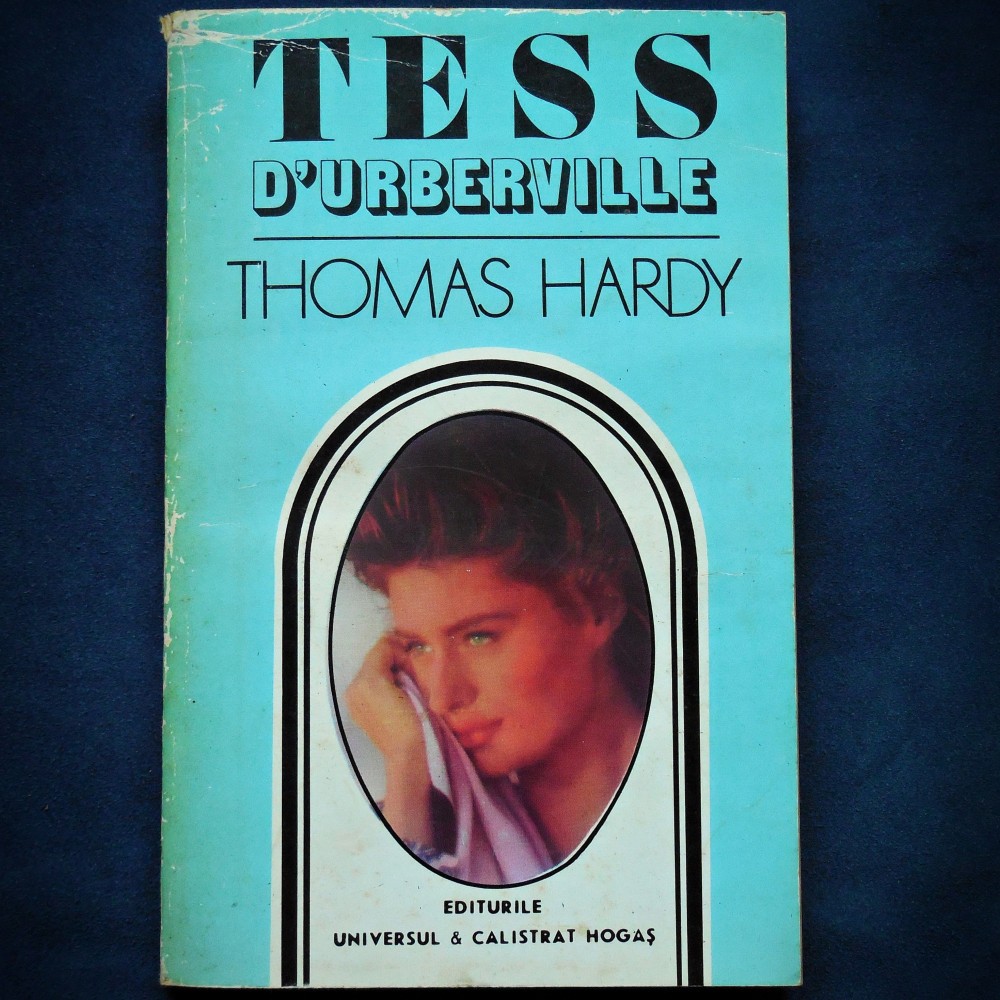 TESS
D'URBERVILLE
THOMAS HARDY
EDITURILE
UNIVERSUL & CALISTRAT HOGAŞ